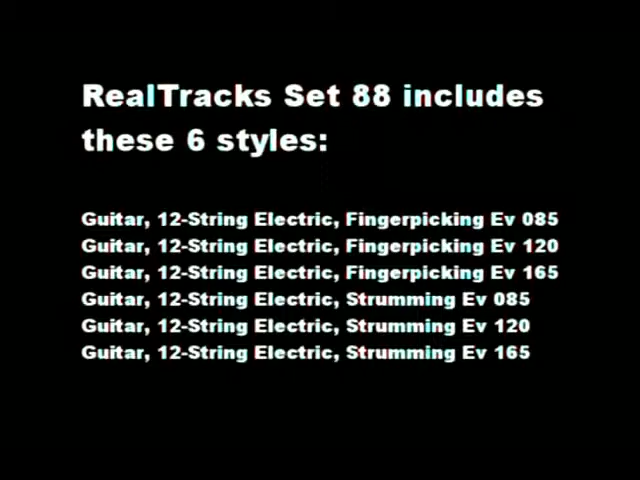 RealTracks Set 88 includes
these 6 styles:
Guitar, 12-String Electric, Fingerpicking Ev 085
Guitar, 12-String Electric, Fingerpicking Ev 120
Guitar, 12-String Electric, Fingerpicking Ev 165
Guitar, 12-String Electric, Strumming Ev 085
Guitar, 12-String Electric, Strumming Ev 120
Guitar, 12-String Electric, Strumming Ev 165